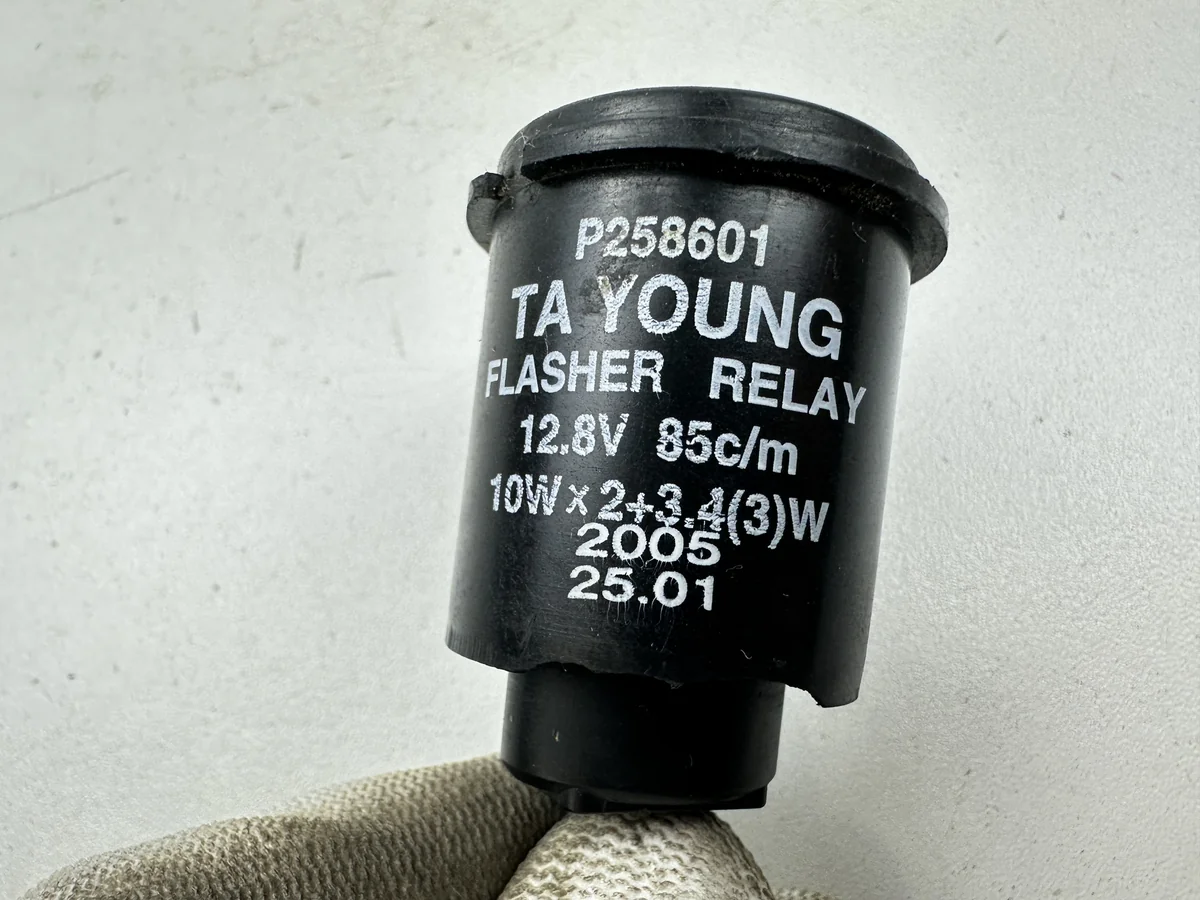 P258601
TA YOUNG
FLASHER RELAY
12.8V 85c/m
10W x 2+3.4(3)W
2005
25.01